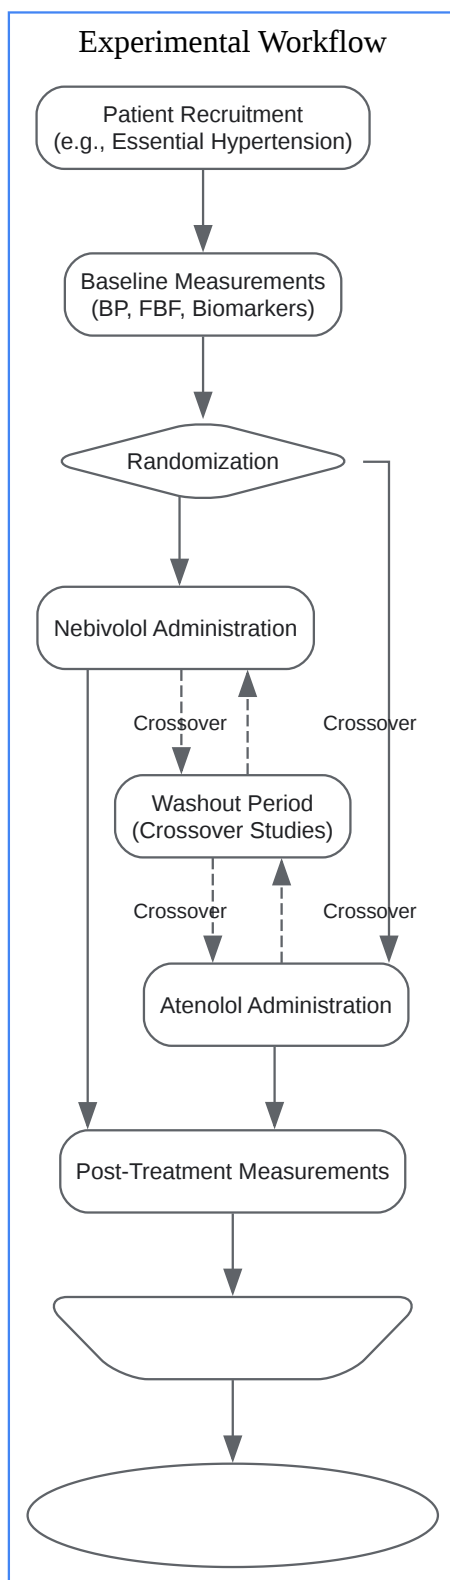 Experimental Workflow
Patient Recruitment
(e.g., Essential Hypertension)
Baseline Measurements
(BP, FBF, Biomarkers)
Randomization
Nebivolol Administration
Crossover
Crossover
Washout Period
(Crossover Studies)
Crossover
Crossover
Atenolol Administration
Post-Treatment Measurements